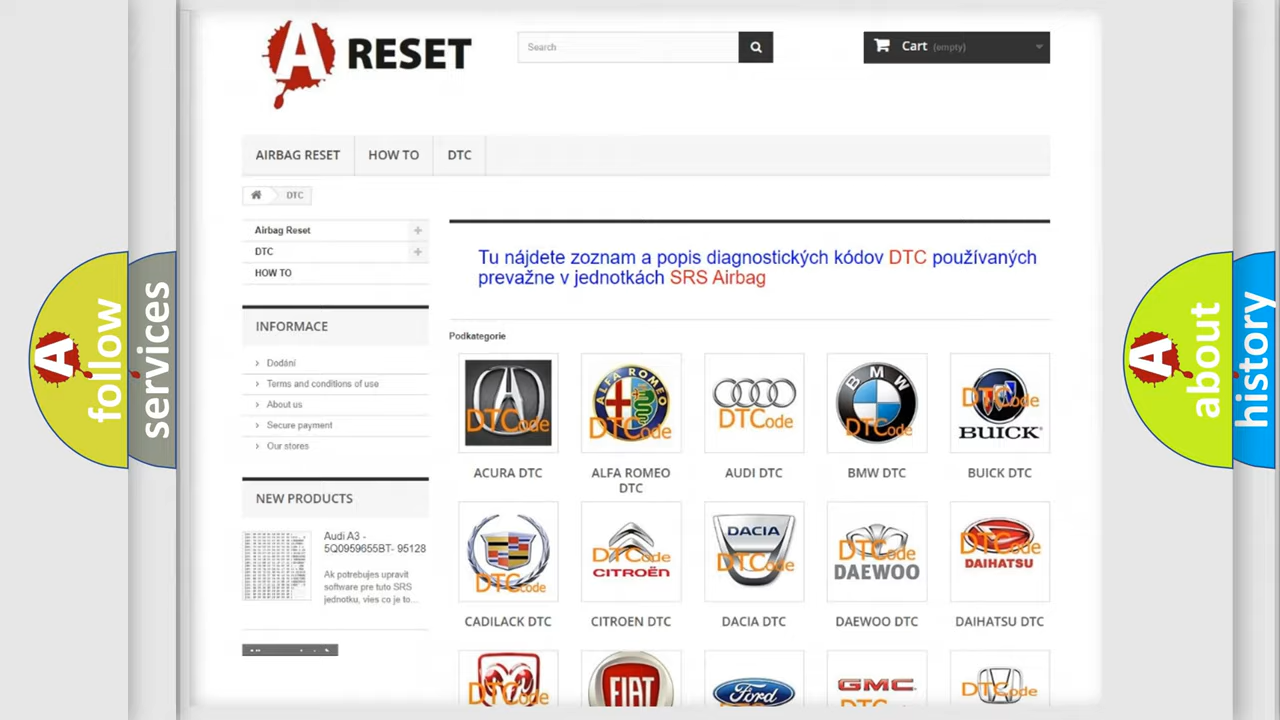 A RESET
Search
Cart (empty)
AIRBAG RESET
HOW TO
DTC
DTC
Airbag Reset
DTC
HOW TO
INFORMACE
Dodání
Terms and conditions of use
About us
Secure payment
Our stores
NEW PRODUCTS
Audi A3 -
5Q0959655BT- 95128
Ak potrebujes upravit
software pre tuto SRS
jednotku, vies co je to...
Tu nájdete zoznam a popis diagnostických kódov DTC používaných
prevažne v jednotkách SRS Airbag
Podkategorie
DTCode
ACURA DTC
ALFA ROMEO
DTCode
ALFA ROMEO
DTC
DTCode
AUDI DTC
BMW
DTCode
BMW DTC
DTCode
BUICK
BUICK DTC
DTCode
CADILACK DTC
DTCode
CITROËN
CITROEN DTC
DACIA
DTCode
DACIA DTC
DTCode
DAEWOO
DAEWOO DTC
DTCode
DAIHATSU
DAIHATSU DTC
DTCode
FIAT
Ford
GMC
DTCode
A follow
services
A about
history